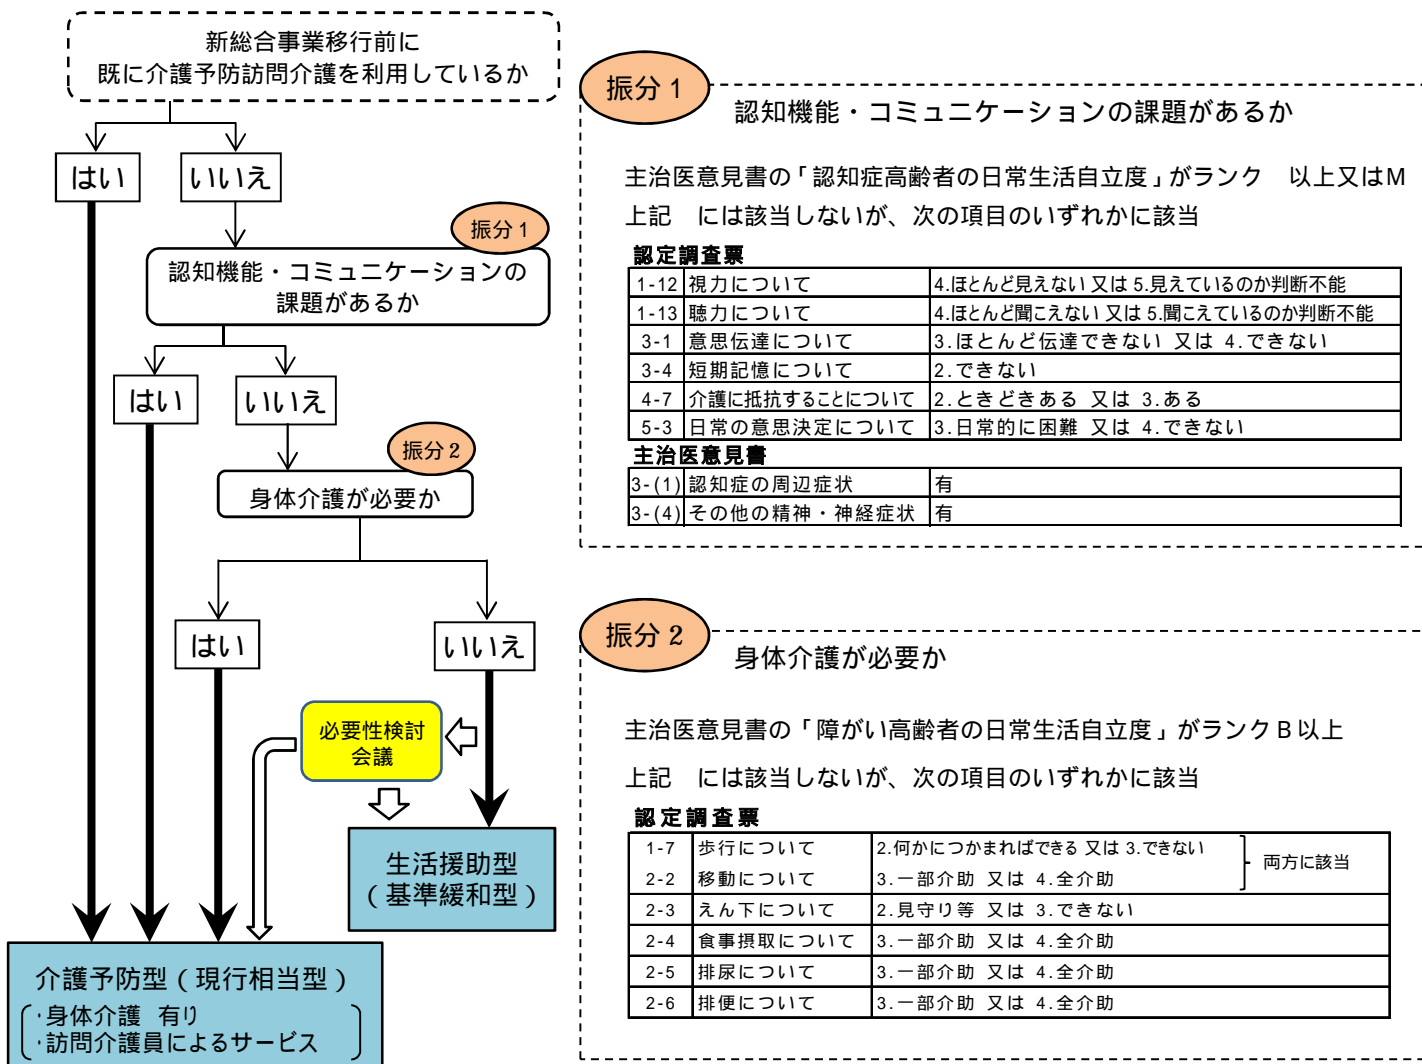 新総合事業移行前に
既に介護予防訪問介護を利用しているか
はい
いいえ
振分1
認知機能・コミュニケーションの
課題があるか
はい
いいえ
振分2
身体介護が必要か
はい
いいえ
必要性検討
会議
生活援助型
(基準緩和型)
介護予防型(現行相当型)
・身体介護 有り
・訪問介護員によるサービス
振分1
認知機能・コミュニケーションの課題があるか
主治医意見書の「認知症高齢者の日常生活自立度」がランク 以上又はM
上記 には該当しないが、次の項目のいずれかに該当
認定調査票
1-12 視力について 4.ほとんど見えない 又は 5.見えているのか判断不能
1-13 聴力について 4.ほとんど聞こえない 又は 5.聞こえているのか判断不能
3-1 意思伝達について 3.ほとんど伝達できない 又は 4.できない
3-4 短期記憶について 2.できない
4-7 介護に抵抗することについて 2.ときどきある 又は 3.ある
5-3 日常の意思決定について 3.日常的に困難 又は 4.できない
主治医意見書
3-(1) 認知症の周辺症状 有
3-(4) その他の精神・神経症状 有
振分2
身体介護が必要か
主治医意見書の「障がい高齢者の日常生活自立度」がランクB以上
上記 には該当しないが、次の項目のいずれかに該当
認定調査票
1-7 歩行について 2.何かにつかまればできる 又は 3.できない
両方に該当
2-2 移動について 3.一部介助 又は 4.全介助
2-3 えん下について 2.見守り等 又は 3.できない
2-4 食事摂取について 3.一部介助 又は 4.全介助
2-5 排尿について 3.一部介助 又は 4.全介助
2-6 排便について 3.一部介助 又は 4.全介助